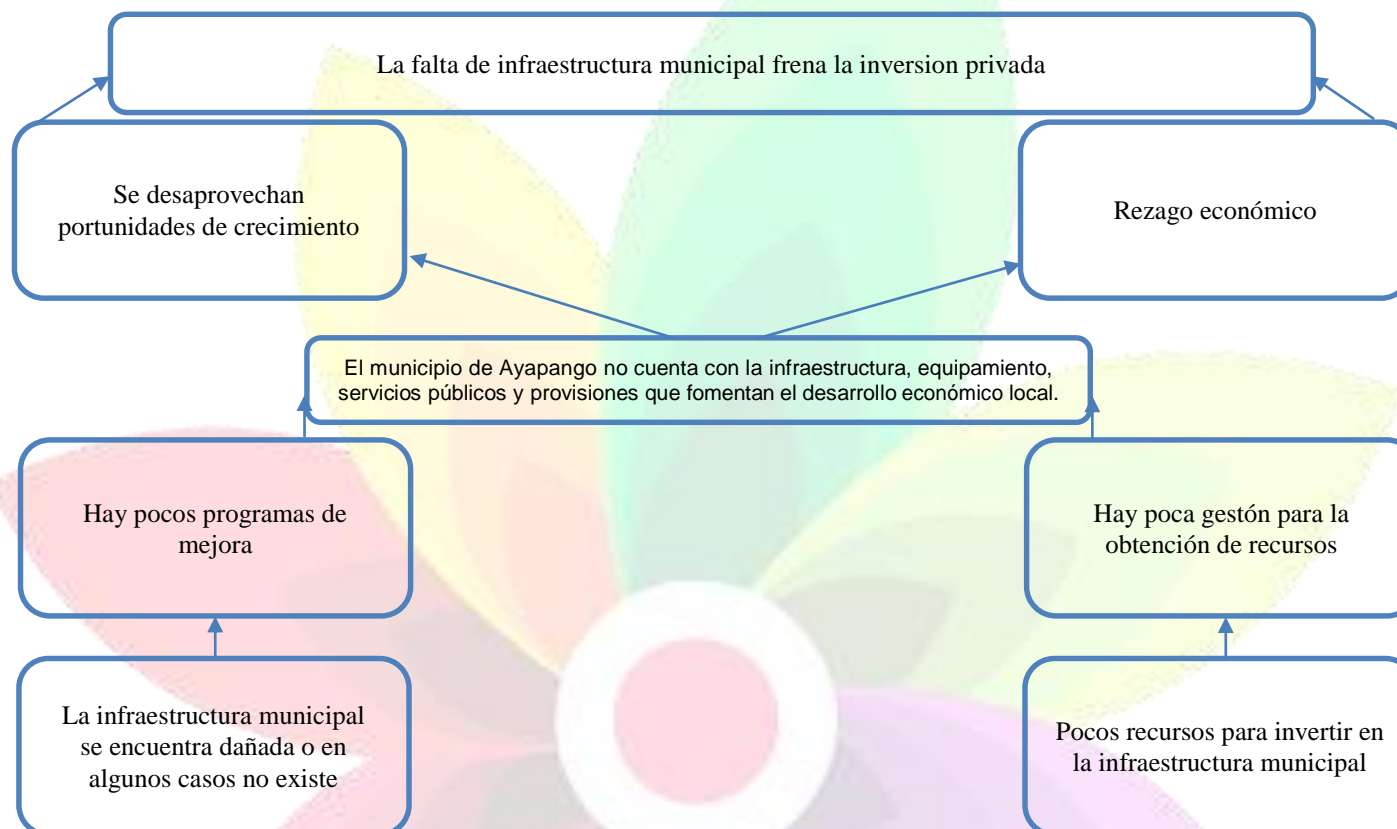 La falta de infraestructura municipal frena la inversion privada
Se desaprovechan
portunidades de crecimiento
Rezago económico
El municipio de Ayapango no cuenta con la infraestructura, equipamiento,
servicios públicos y provisiones que fomentan el desarrollo económico local.
Hay pocos programas de
mejora
Hay poca gestón para la
obtención de recursos
La infraestructura municipal
se encuentra dañada o en
algunos casos no existe
Pocos recursos para invertir en
la infraestructura municipal